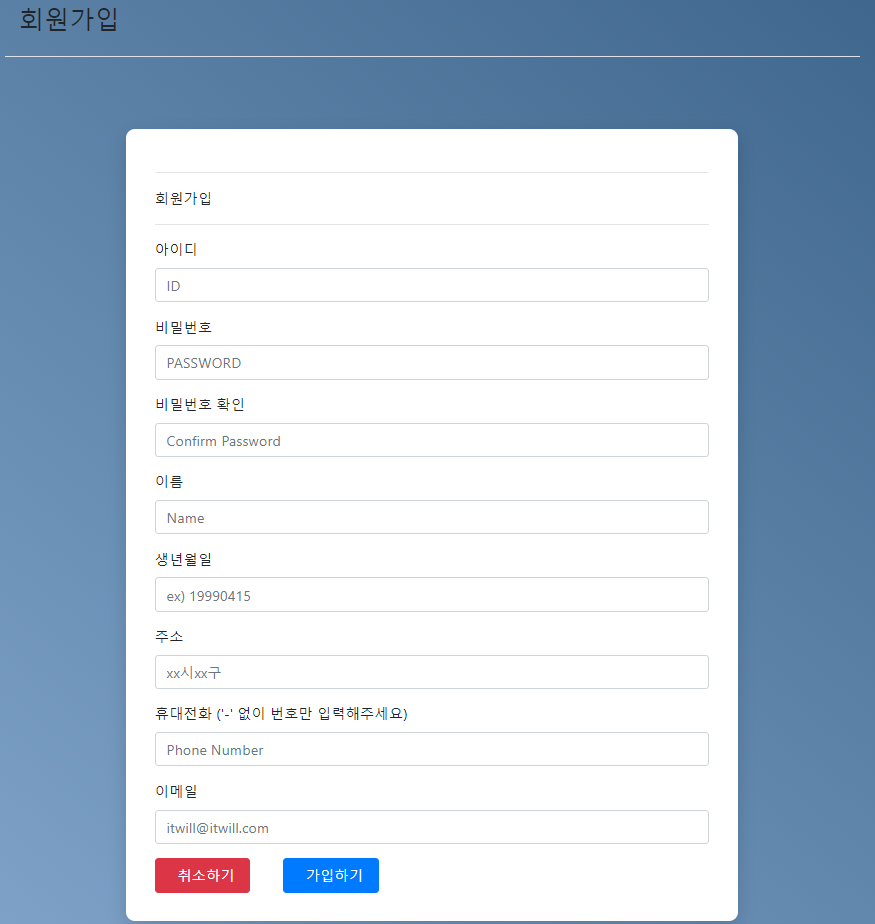 회원가입
회원가입
아이디
ID
비밀번호
PASSWORD
비밀번호 확인
Confirm Password
이름
Name
생년월일
ex) 19990415
주소
xx시xx구
휴대전화 ('-' 없이 번호만 입력해주세요)
Phone Number
이메일
itwill@itwill.com
취소하기 가입하기